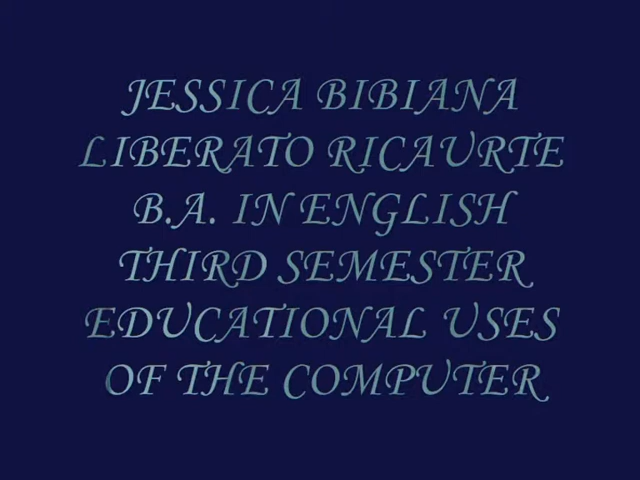 JESSICA BIBIANA
LIBERATO RICAURTE
B.A. IN ENGLISH
THIRD SEMESTER
EDUCATIONAL USES
OF THE COMPUTER